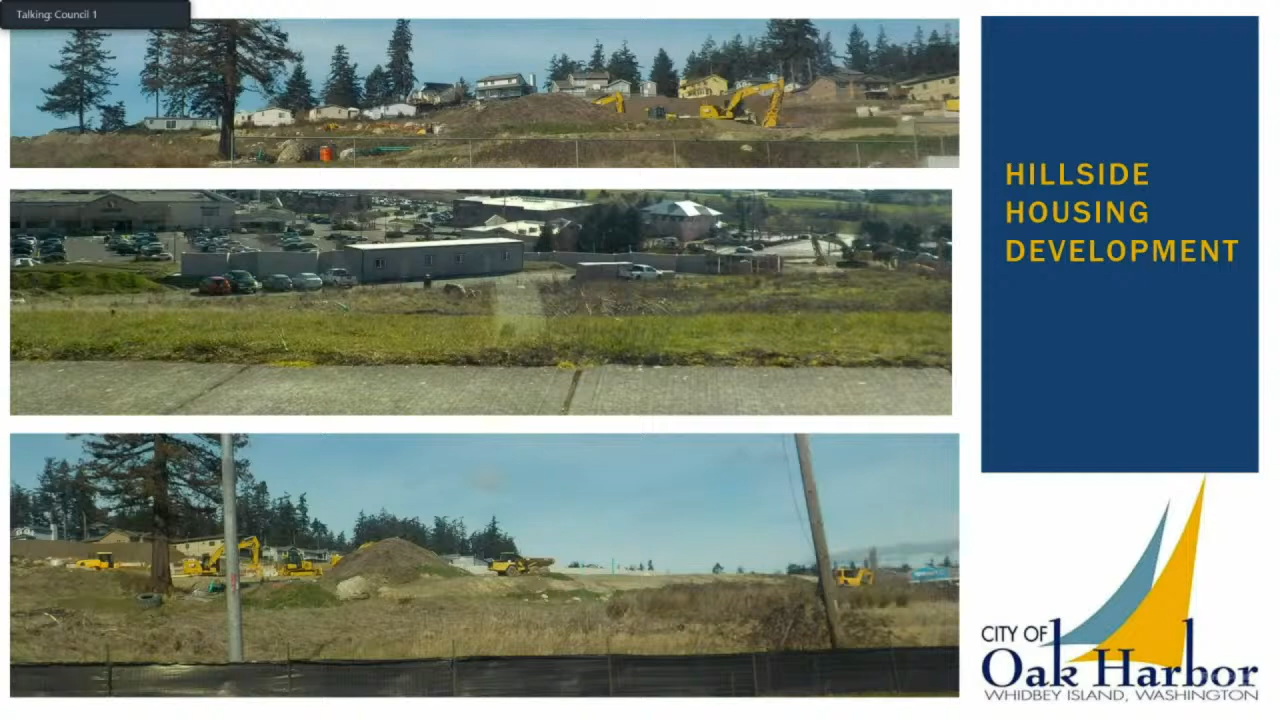 Talking: Council 1
HILLSIDE
HOUSING
DEVELOPMENT
CITY OF
Oak Harbor
WHIDBEY ISLAND, WASHINGTON